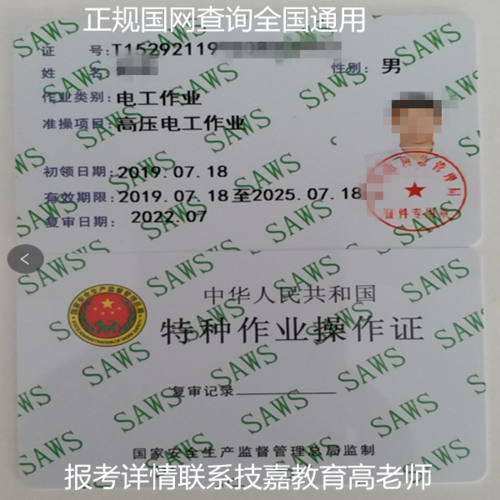 正规国网查询全国通用
证 号:T15292119
姓 名:
性别: 男
作业类别: 电工作业
准操项目: 高压电工作业
初领日期: 2019.07.18
有效期限: 2019.07.18至2025.07.18
复审日期: 2022.07
SAWS
中华人民共和国
特种作业操作证
复审记录
国家安全生产监督管理总局监制
报考详情联系技嘉教育高老师